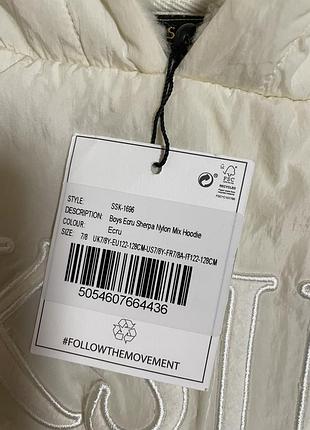 S
FSC
RECYCLED
STYLE: SSK-1696
DESCRIPTION: Boys Ecru Sherpa Nylon Mix Hoodie
COLOUR: Ecru
SIZE: 7/8 UK7/8Y-EU122-128CM-US7/8Y-FR7/8A-IT122-128CM
5054607664436
#FOLLOWTHEMOVEMENT